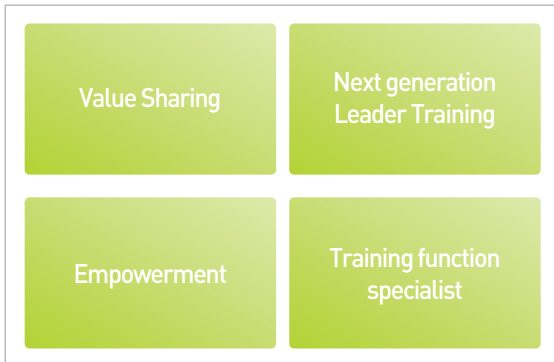 Value Sharing
Next generation
Leader Training
Empowerment
Training function
specialist